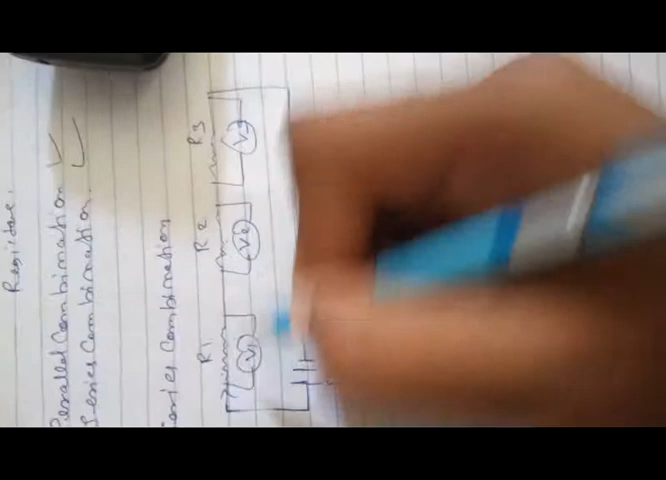 Resistance.
Parallel Combination ✓
Series Combination. ✓
Series Combination
R1 R2 R3
V1 V2 V3